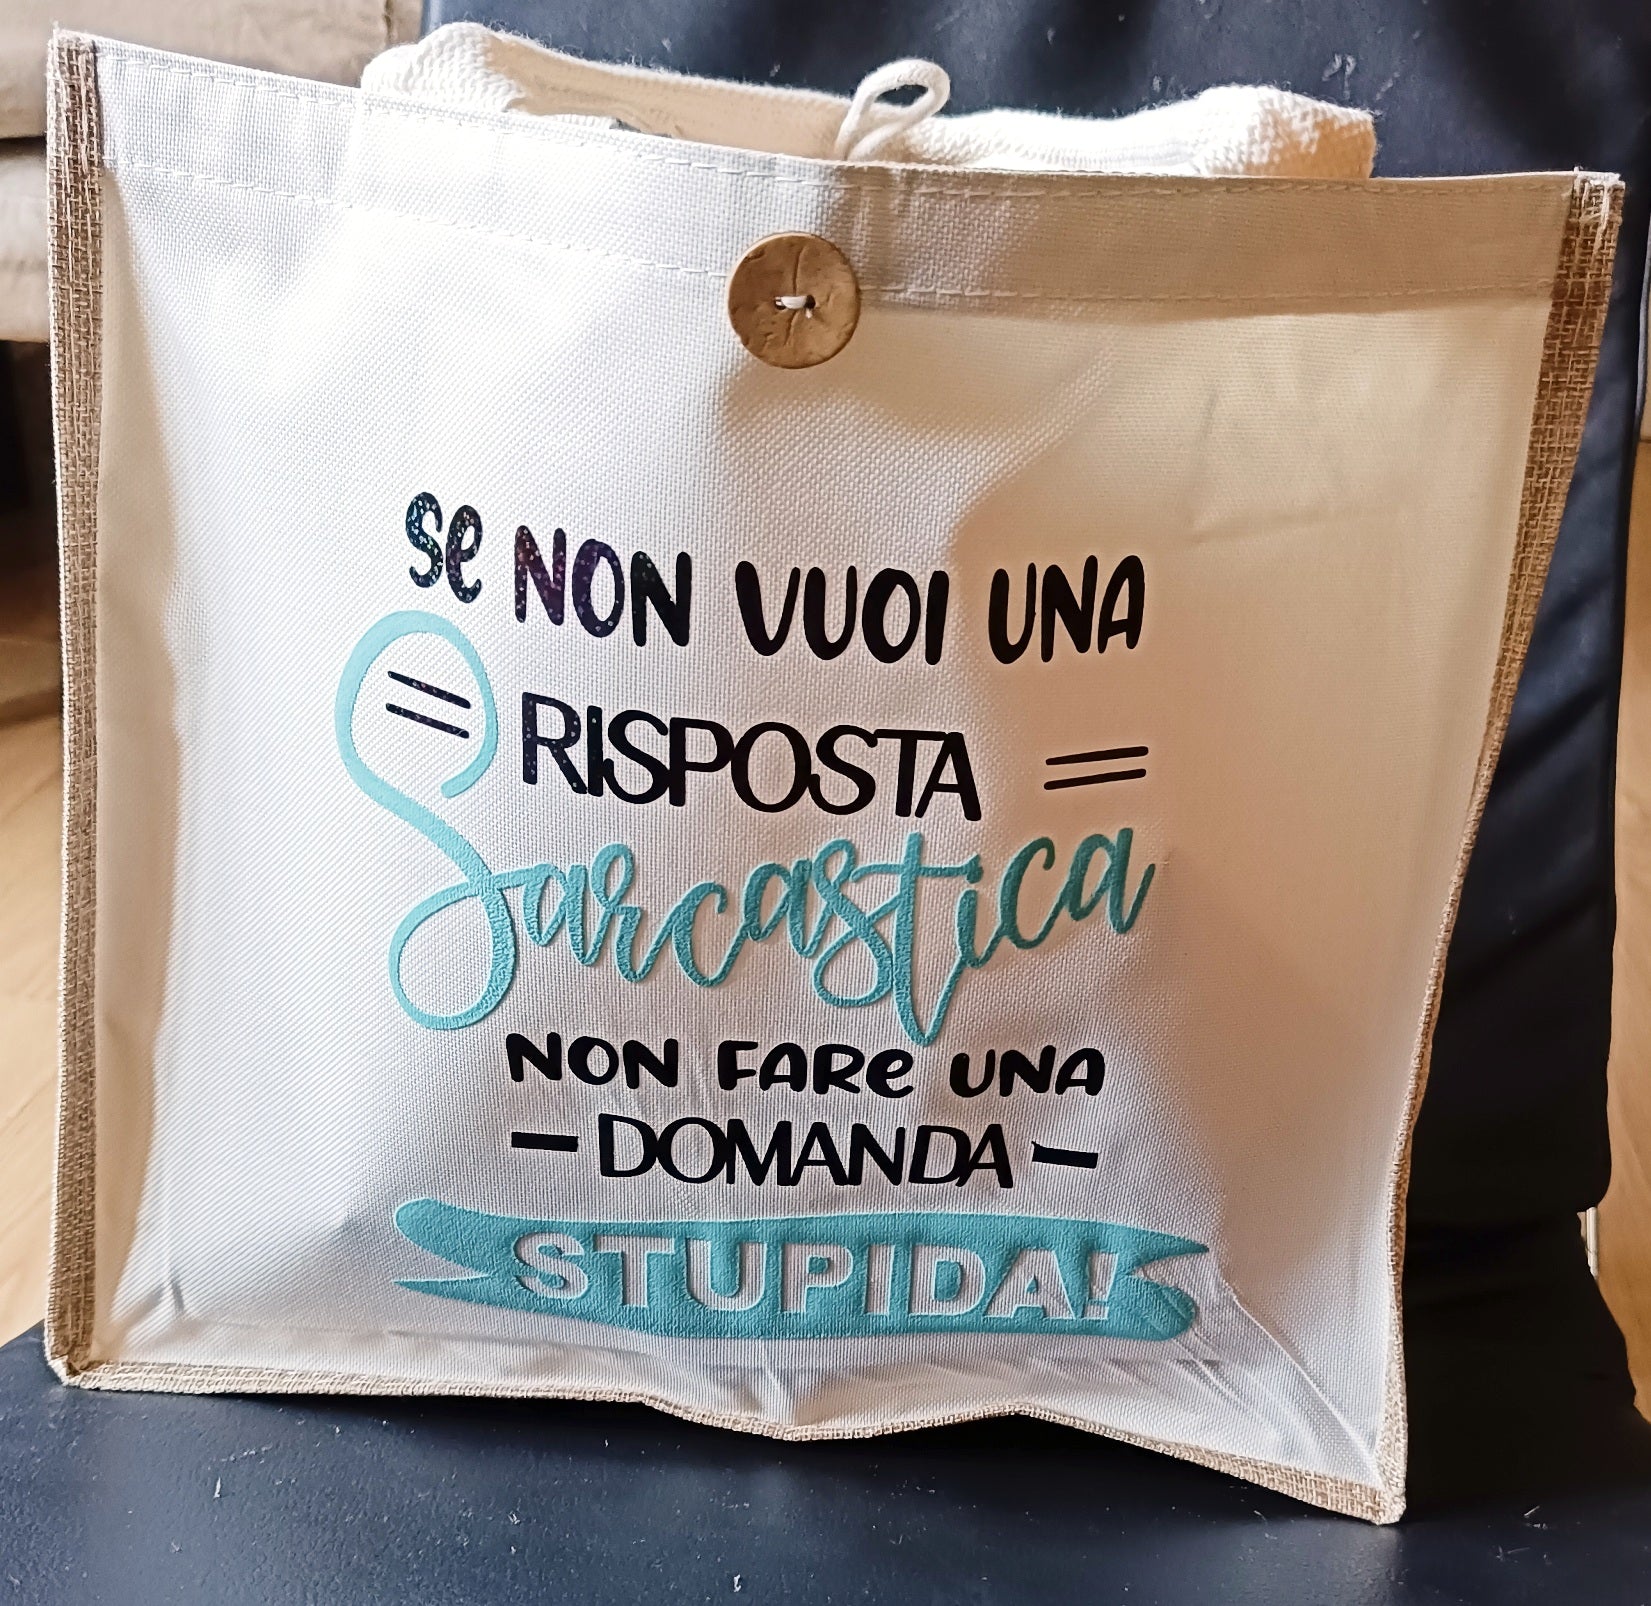 Se NON VUOI UNA
= RISPOSTA =
Sarcastica
NON FARe UNA
- DOMANDA -
STUPIDA!